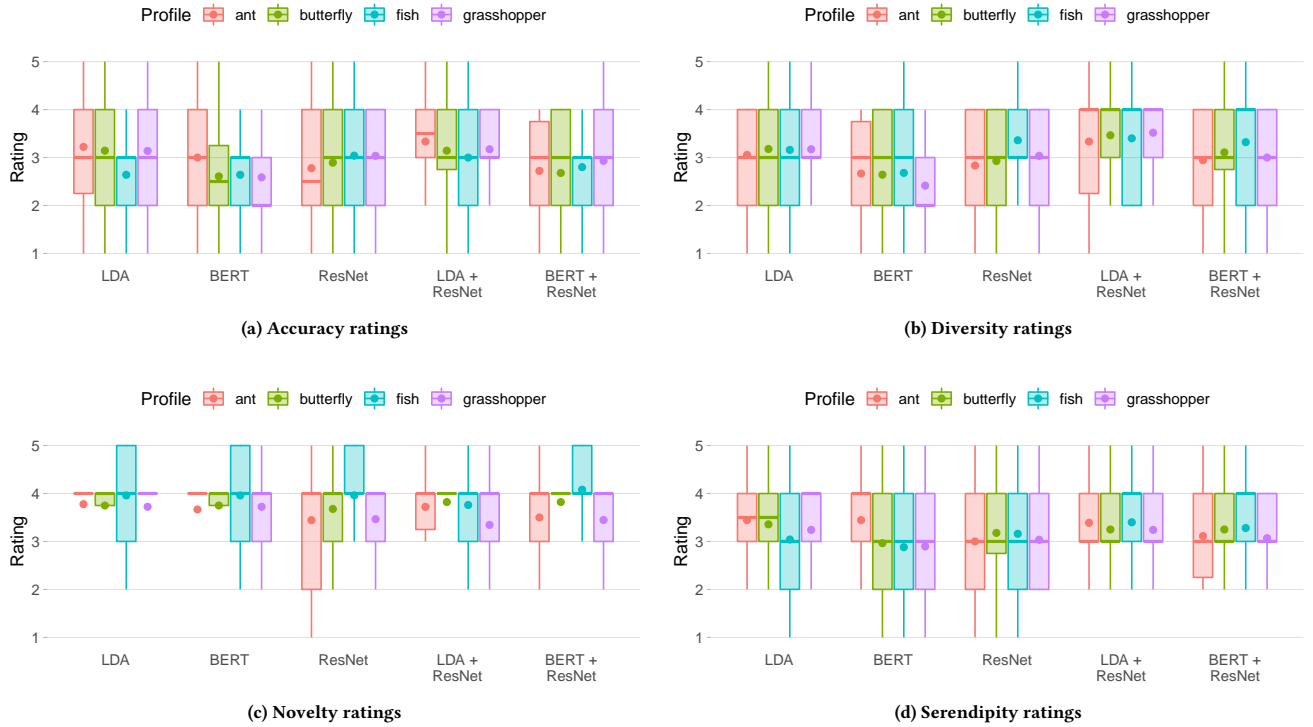 Profile ant butterfly fish grasshopper
Rating
5
4
3
2
1
LDA BERT ResNet LDA + BERT +
ResNet ResNet
(a) Accuracy ratings
Profile ant butterfly fish grasshopper
Rating
5
4
3
2
1
LDA BERT ResNet LDA + BERT +
ResNet ResNet
(b) Diversity ratings
Profile ant butterfly fish grasshopper
Rating
5
4
3
2
1
LDA BERT ResNet LDA + BERT +
ResNet ResNet
(c) Novelty ratings
Profile ant butterfly fish grasshopper
Rating
5
4
3
2
1
LDA BERT ResNet LDA + BERT +
ResNet ResNet
(d) Serendipity ratings